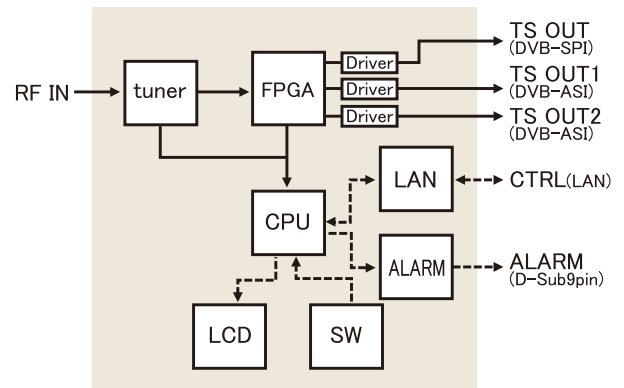 RF IN
tuner
FPGA
Driver
Driver
Driver
TS OUT
(DVB-SPI)
TS OUT1
(DVB-ASI)
TS OUT2
(DVB-ASI)
CPU
LAN
CTRL(LAN)
ALARM
ALARM
(D-Sub9pin)
LCD
SW